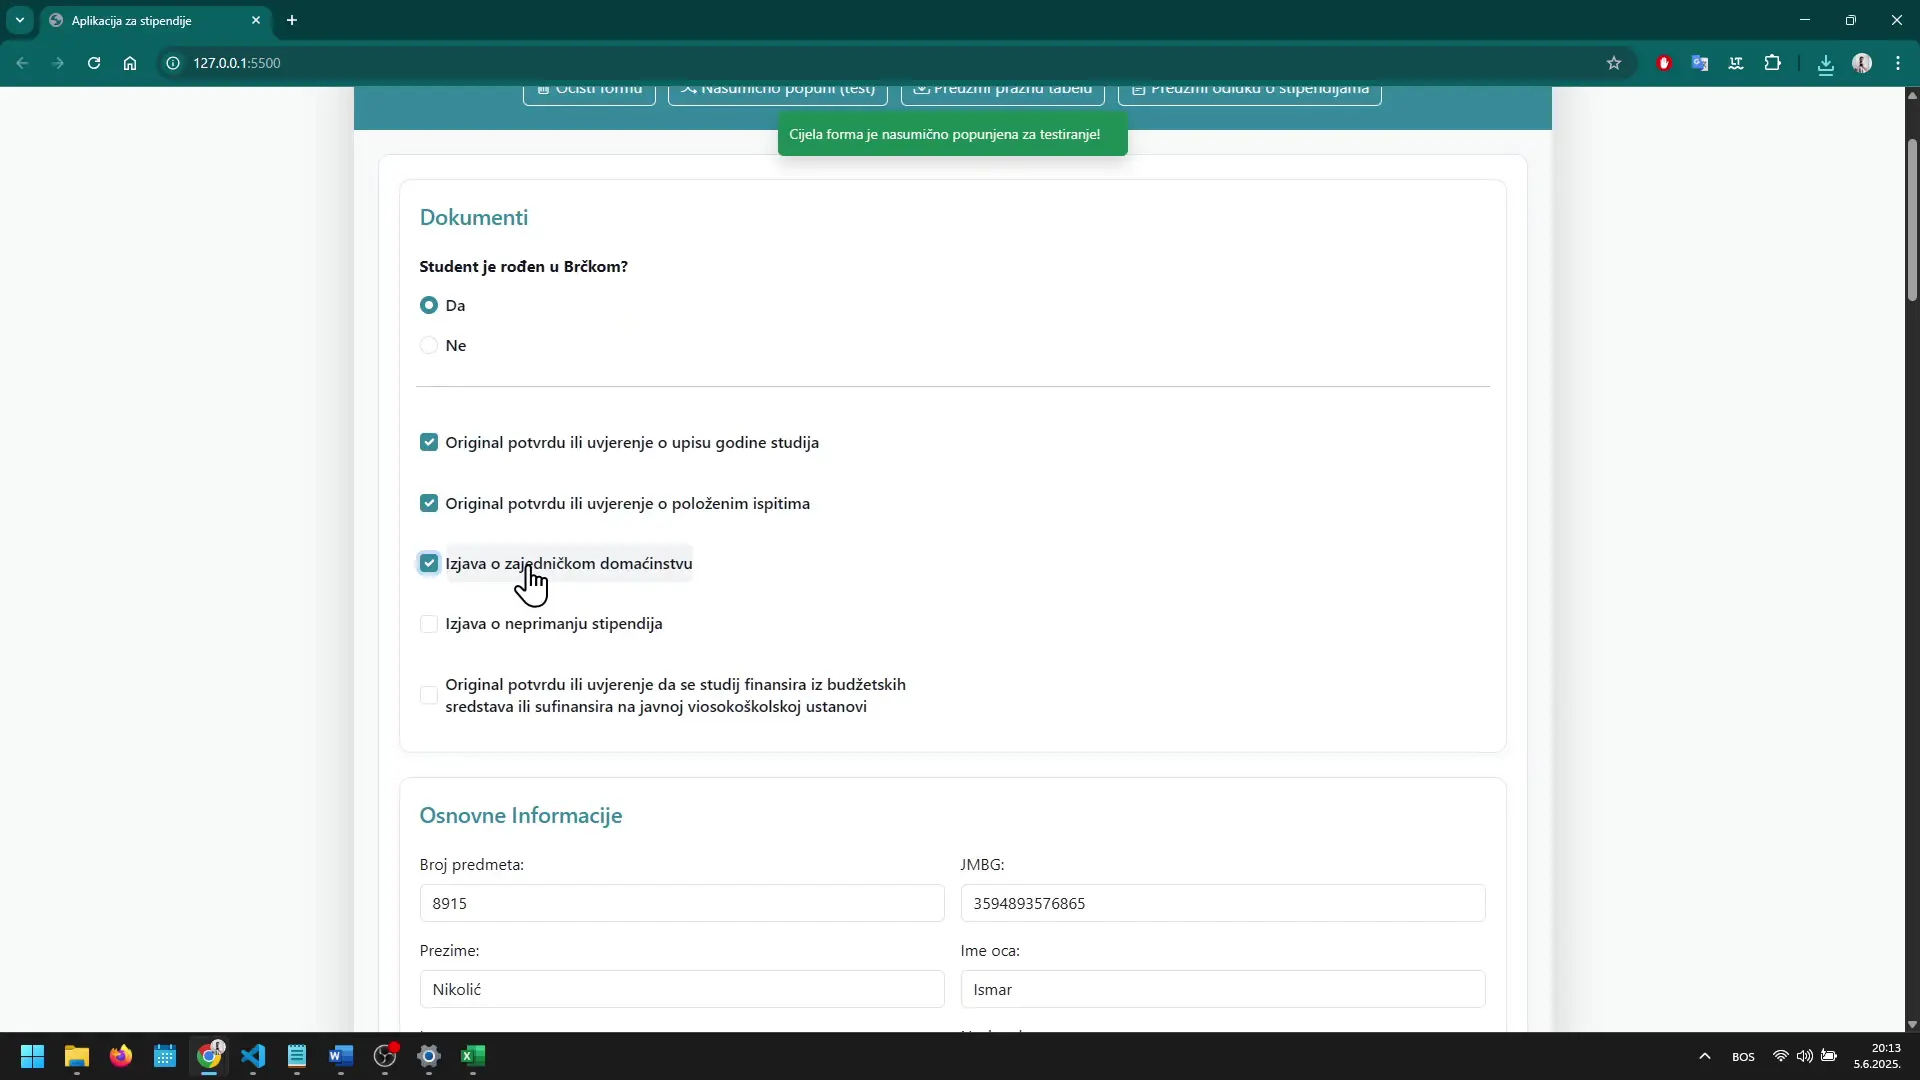 Aplikacija za stipendije
127.0.0.1:5500
Očisti formu
Nasumično popuni (test)
Preuzmi praznu tabelu
Preuzmi odluku o stipendijama
Cijela forma je nasumično popunjena za testiranje!
Dokumenti
Student je rođen u Brčkom?
Da
Ne
Original potvrdu ili uvjerenje o upisu godine studija
Original potvrdu ili uvjerenje o položenim ispitima
Izjava o zajedničkom domaćinstvu
Izjava o neprimanju stipendija
Original potvrdu ili uvjerenje da se studij finansira iz budžetskih
sredstava ili sufinansira na javnoj viosokoškolskoj ustanovi
Osnovne Informacije
Broj predmeta:
JMBG:
8915
3594893576865
Prezime:
Ime oca:
Nikolić
Ismar
BOS
20:13
5.6.2025.